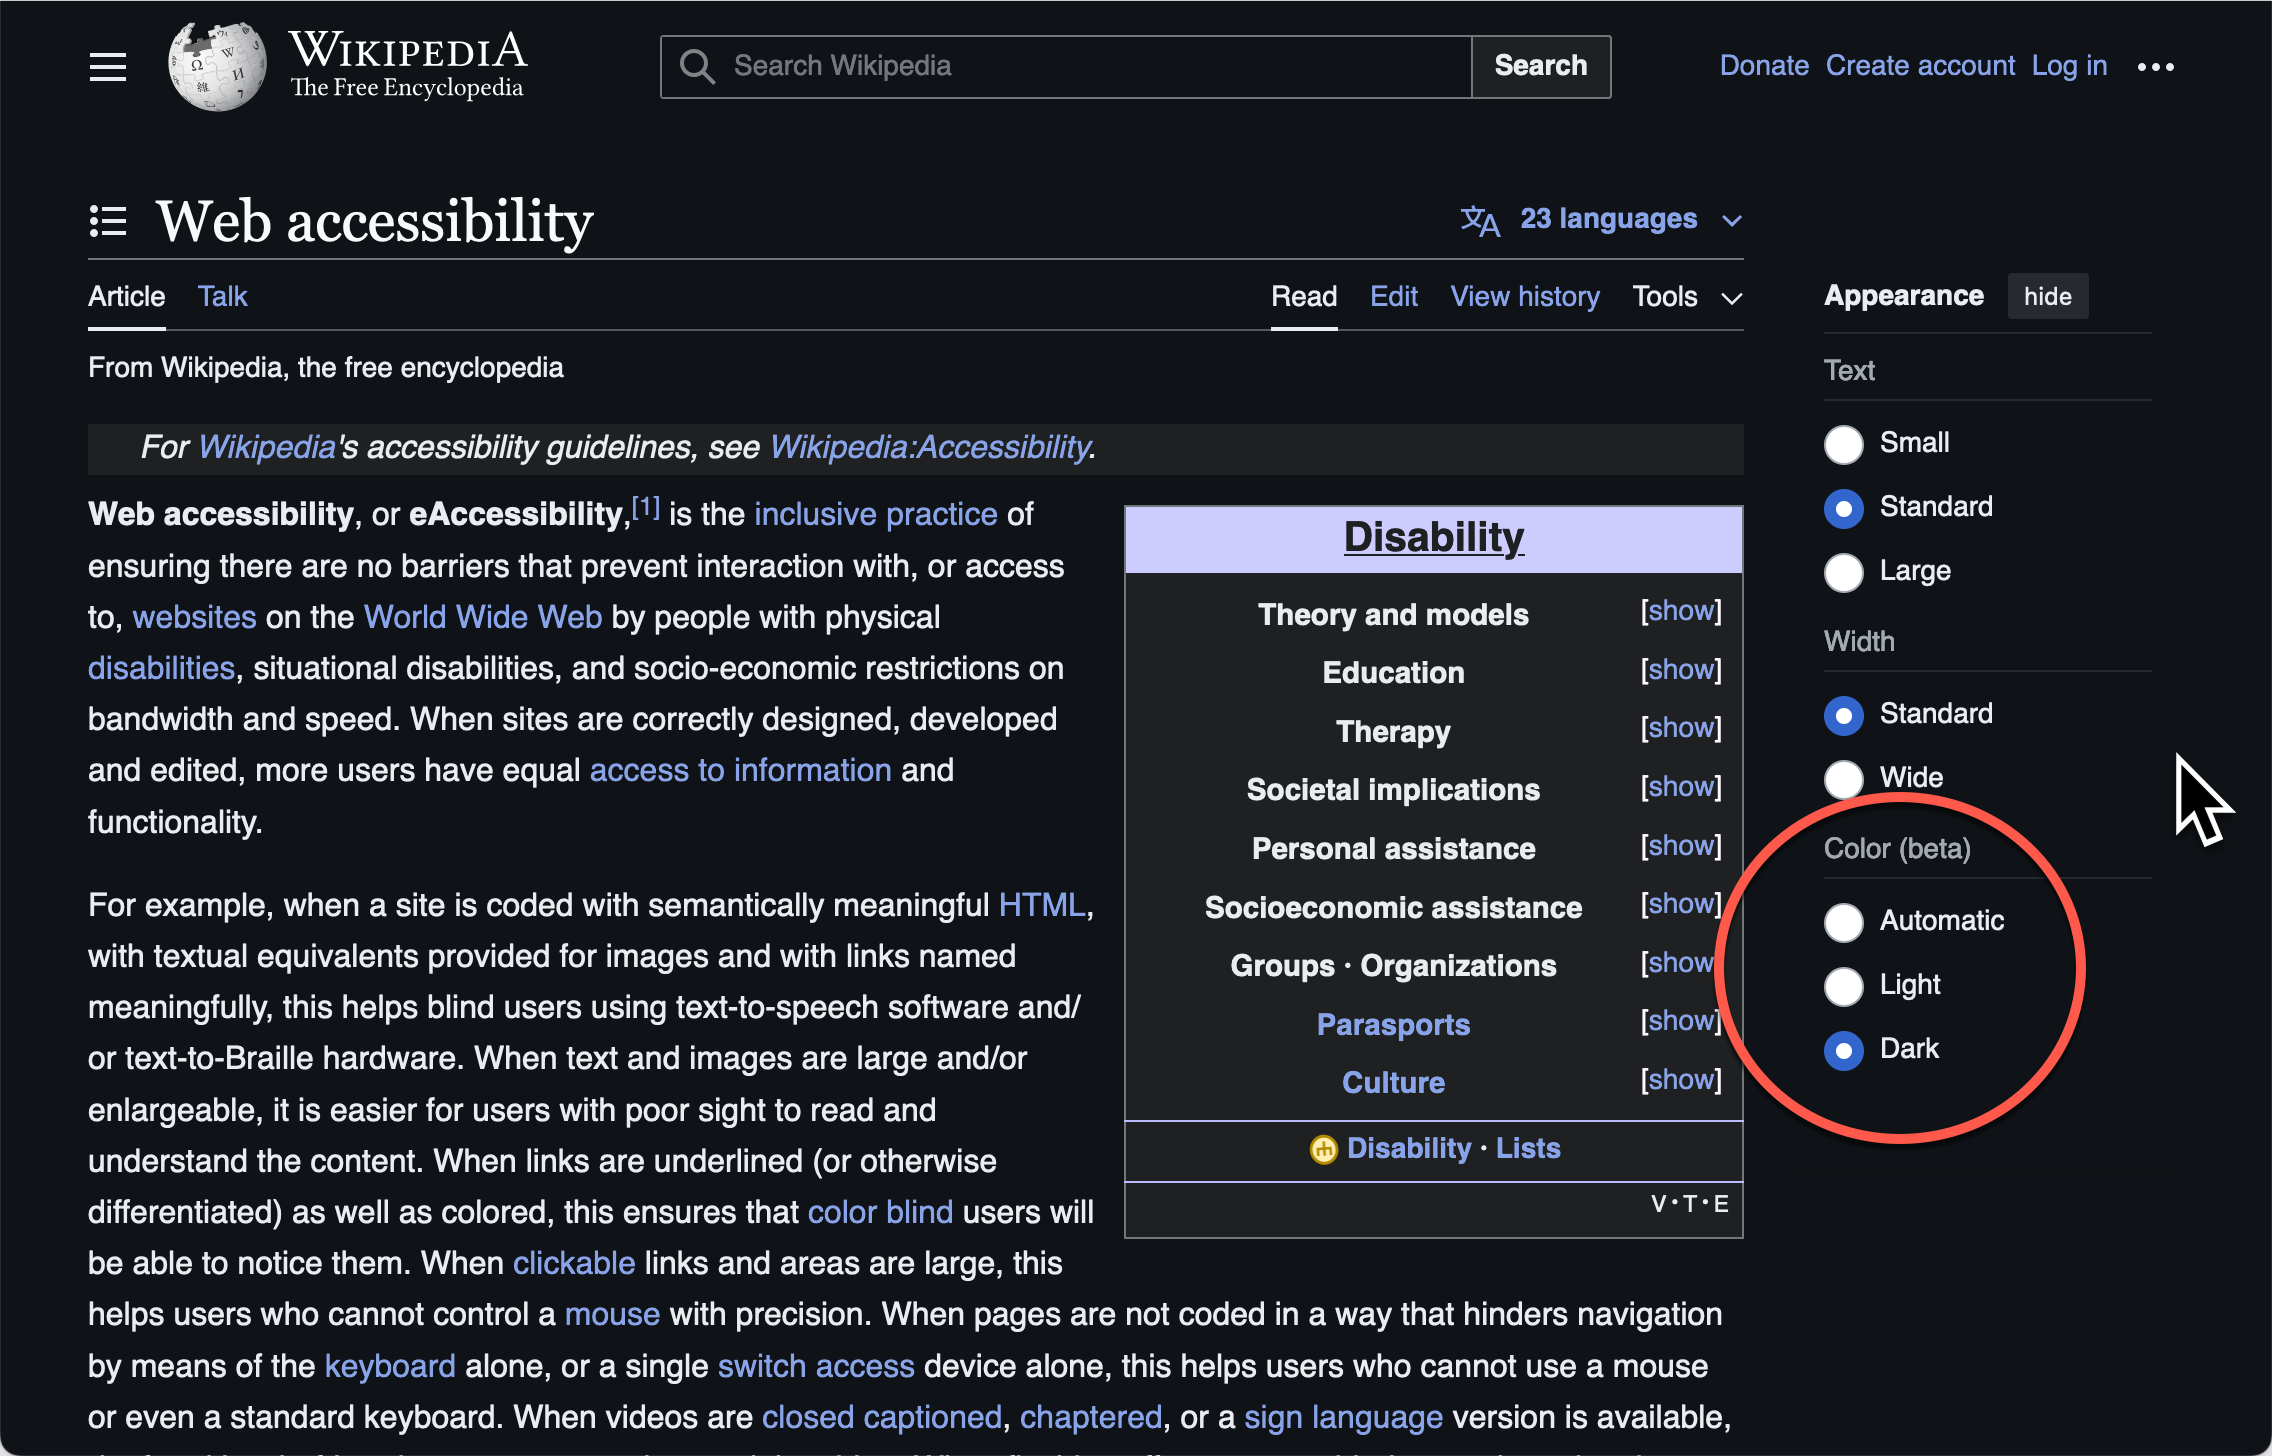 WIKIPEDIA
The Free Encyclopedia
Search Wikipedia
Search
Donate Create account Log in
Web accessibility
23 languages
Article Talk
Read Edit View history Tools
From Wikipedia, the free encyclopedia
For Wikipedia's accessibility guidelines, see Wikipedia:Accessibility.
Web accessibility, or eAccessibility,[1] is the inclusive practice of
ensuring there are no barriers that prevent interaction with, or access
to, websites on the World Wide Web by people with physical
disabilities, situational disabilities, and socio-economic restrictions on
bandwidth and speed. When sites are correctly designed, developed
and edited, more users have equal access to information and
functionality.
For example, when a site is coded with semantically meaningful HTML,
with textual equivalents provided for images and with links named
meaningfully, this helps blind users using text-to-speech software and/
or text-to-Braille hardware. When text and images are large and/or
enlargeable, it is easier for users with poor sight to read and
understand the content. When links are underlined (or otherwise
differentiated) as well as colored, this ensures that color blind users will
be able to notice them. When clickable links and areas are large, this
helps users who cannot control a mouse with precision. When pages are not coded in a way that hinders navigation
by means of the keyboard alone, or a single switch access device alone, this helps users who cannot use a mouse
or even a standard keyboard. When videos are closed captioned, chaptered, or a sign language version is available,
Disability
Theory and models [show]
Education [show]
Therapy [show]
Societal implications [show]
Personal assistance [show]
Socioeconomic assistance [show]
Groups · Organizations [show
Parasports [show]
Culture [show]
Disability · Lists
V·T·E
Appearance hide
Text
Small
Standard
Large
Width
Standard
Wide
Color (beta)
Automatic
Light
Dark